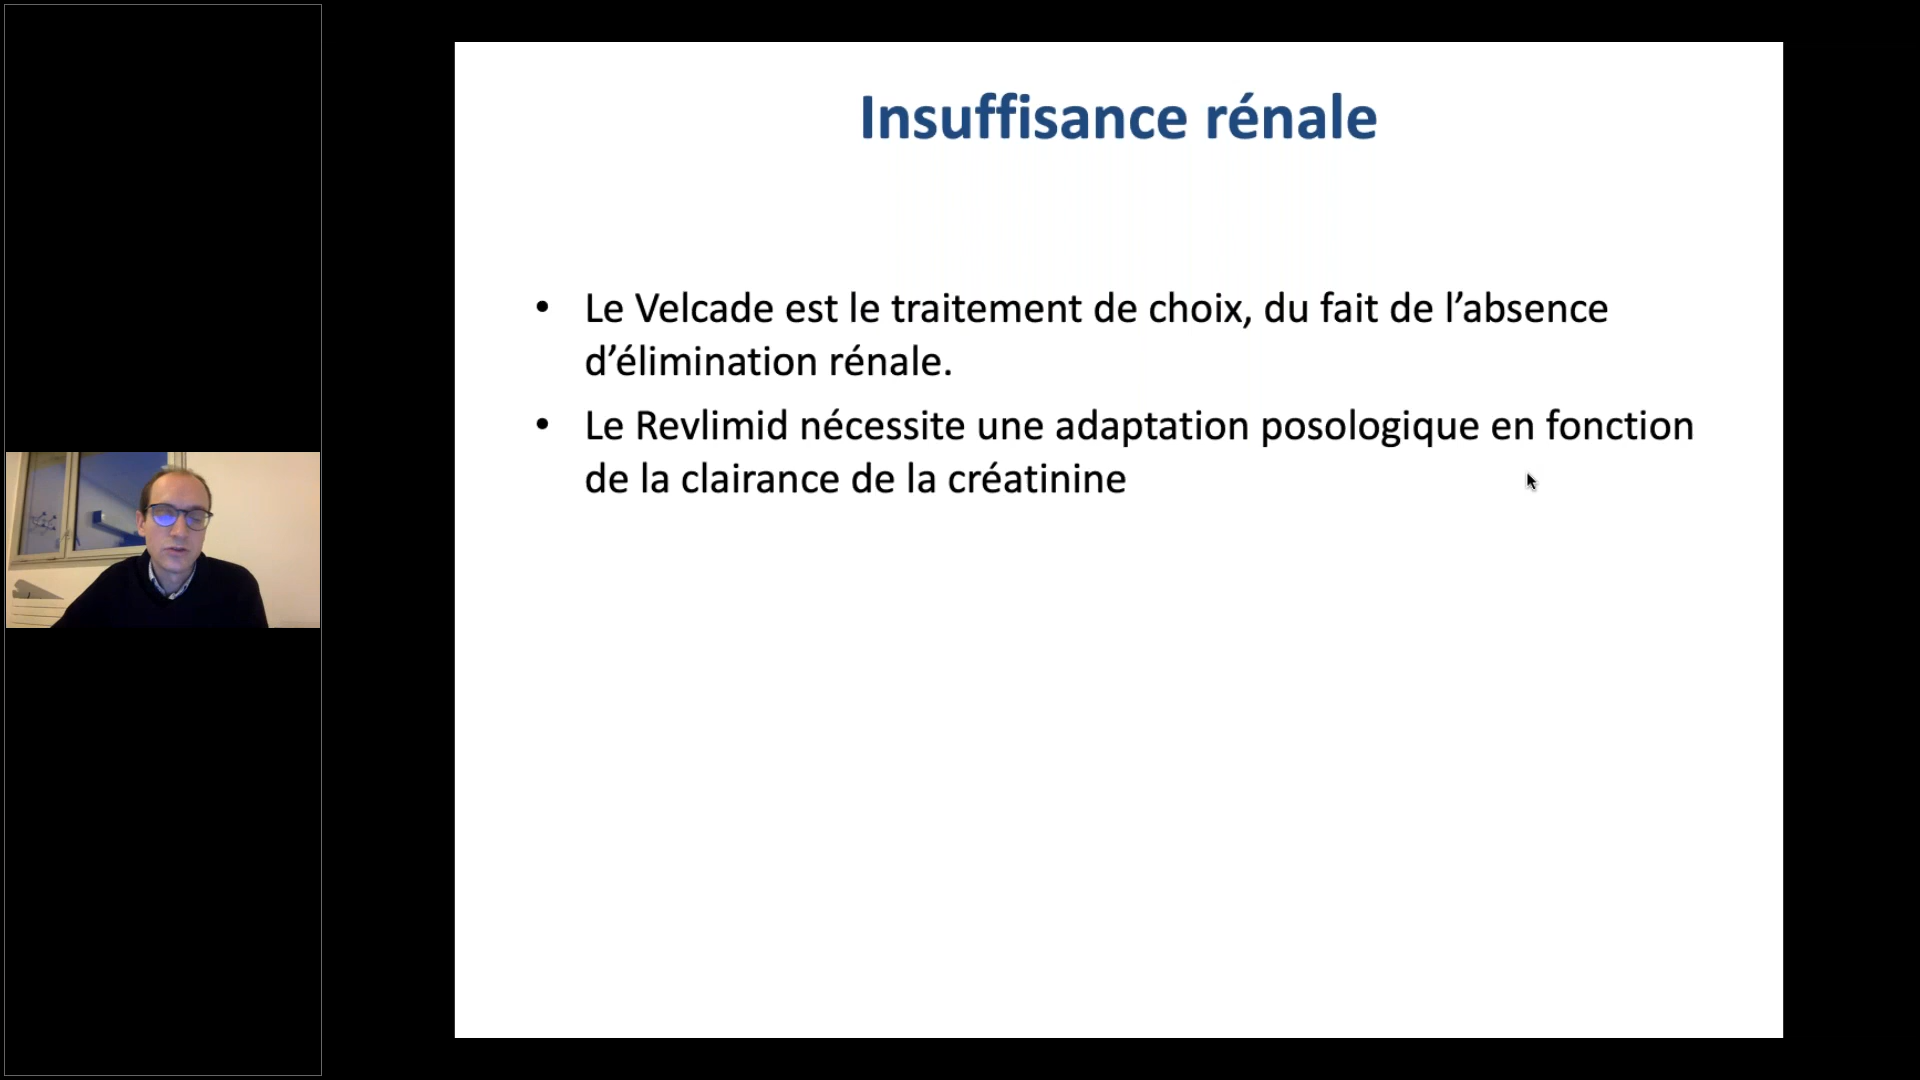 Insuffisance rénale
• Le Velcade est le traitement de choix, du fait de l’absence
d’élimination rénale.
• Le Revlimid nécessite une adaptation posologique en fonction
de la clairance de la créatinine